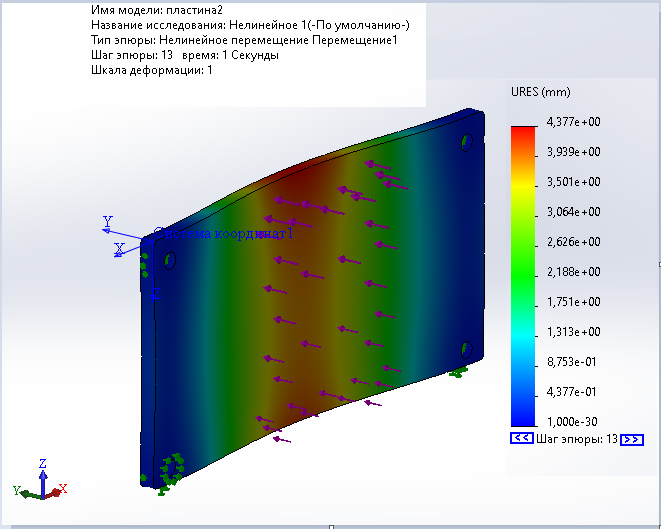 Имя модели: пластина2
Название исследования: Нелинейное 1(-По умолчанию-)
Тип эпюры: Нелинейное перемещение Перемещение1
Шаг эпюры: 13 время: 1 Секунды
Шкала деформации: 1
URES (mm)
4,377e+00
3,939e+00
3,501e+00
3,064e+00
2,626e+00
2,188e+00
1,751e+00
1,313e+00
8,753e-01
4,377e-01
1,000e-30
<< Шаг эпюры: 13 >>
Y
X
Z
Система координат1
Z
Y
X